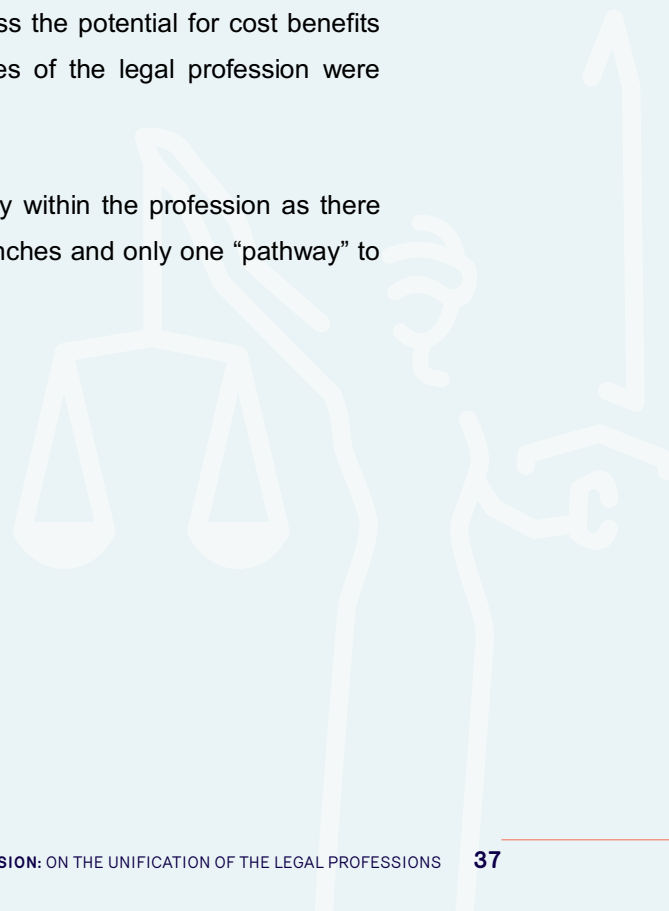 ss the potential for cost benefits
es of the legal profession were
y within the profession as there
nches and only one “pathway” to
SION: ON THE UNIFICATION OF THE LEGAL PROFESSIONS 37